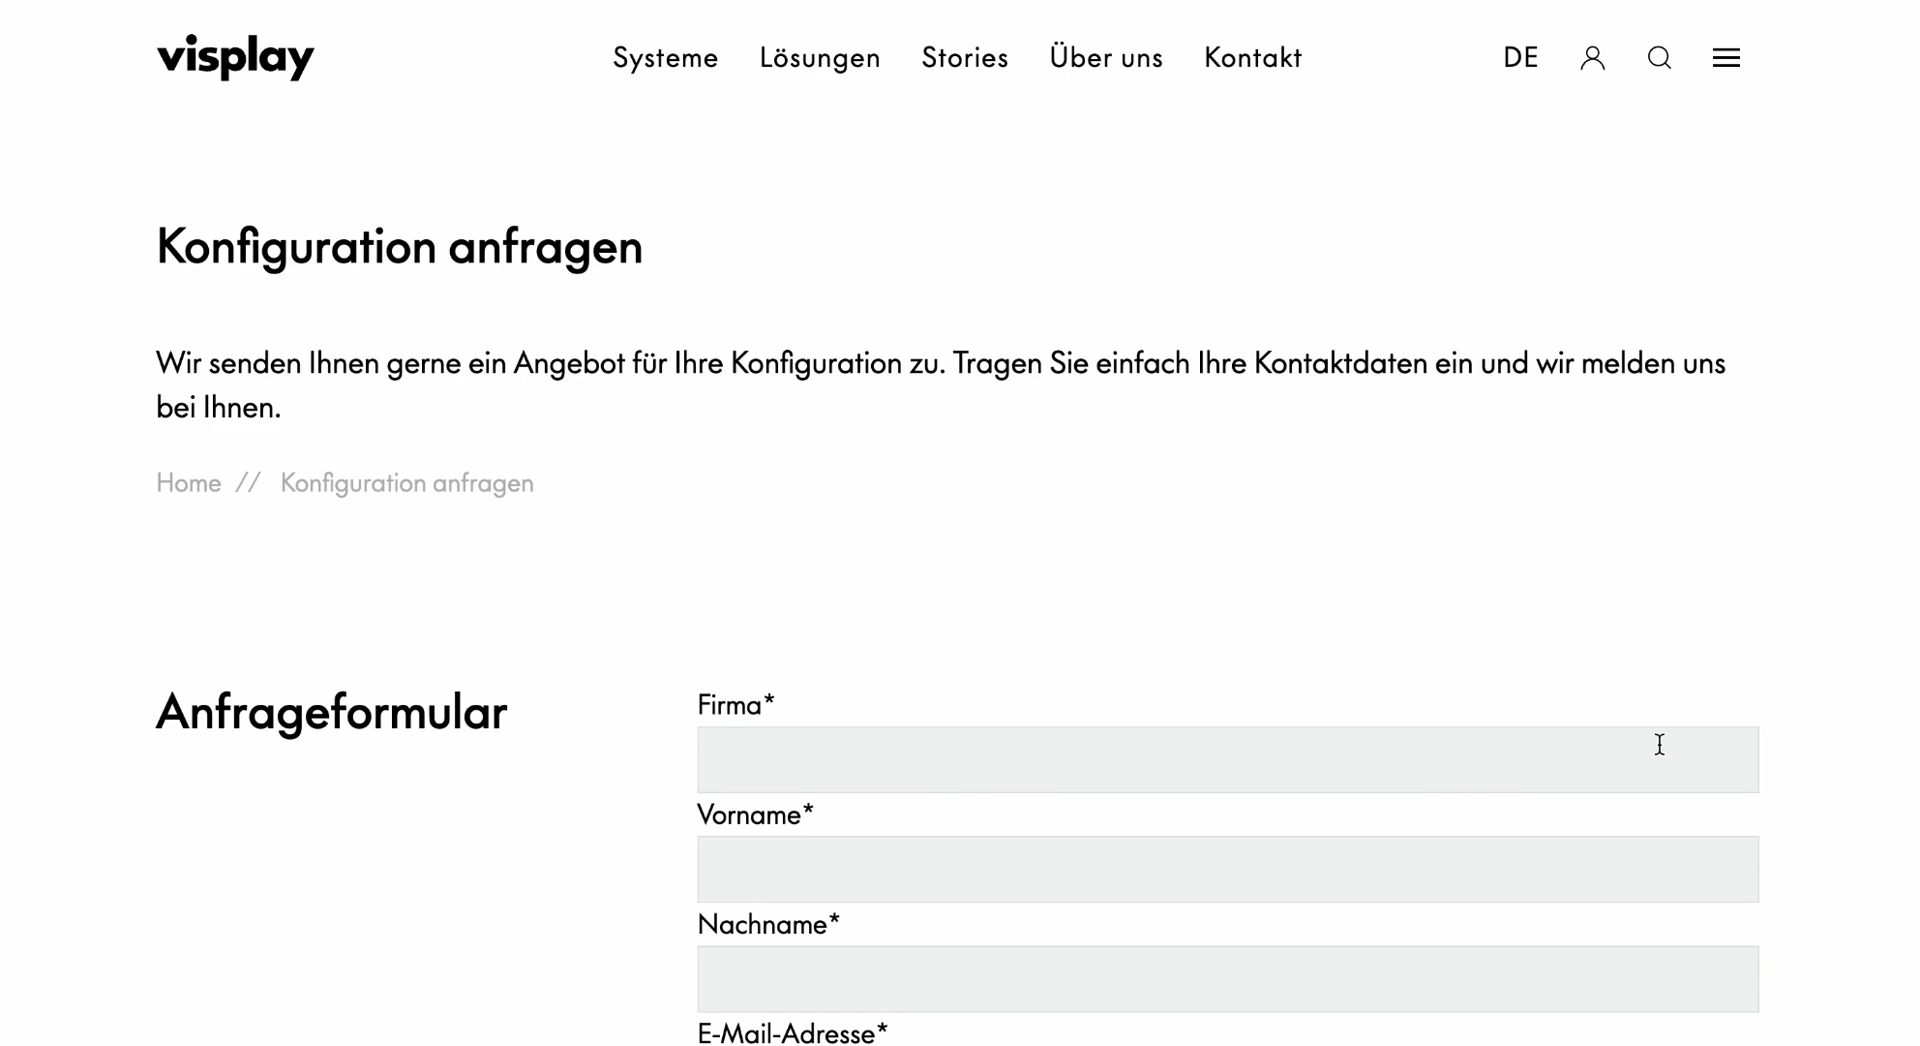 visplay
Systeme Lösungen Stories Über uns Kontakt DE
Konfiguration anfragen
Wir senden Ihnen gerne ein Angebot für Ihre Konfiguration zu. Tragen Sie einfach Ihre Kontaktdaten ein und wir melden uns
bei Ihnen.
Home // Konfiguration anfragen
Anfrageformular
Firma*
Vorname*
Nachname*
E-Mail-Adresse*